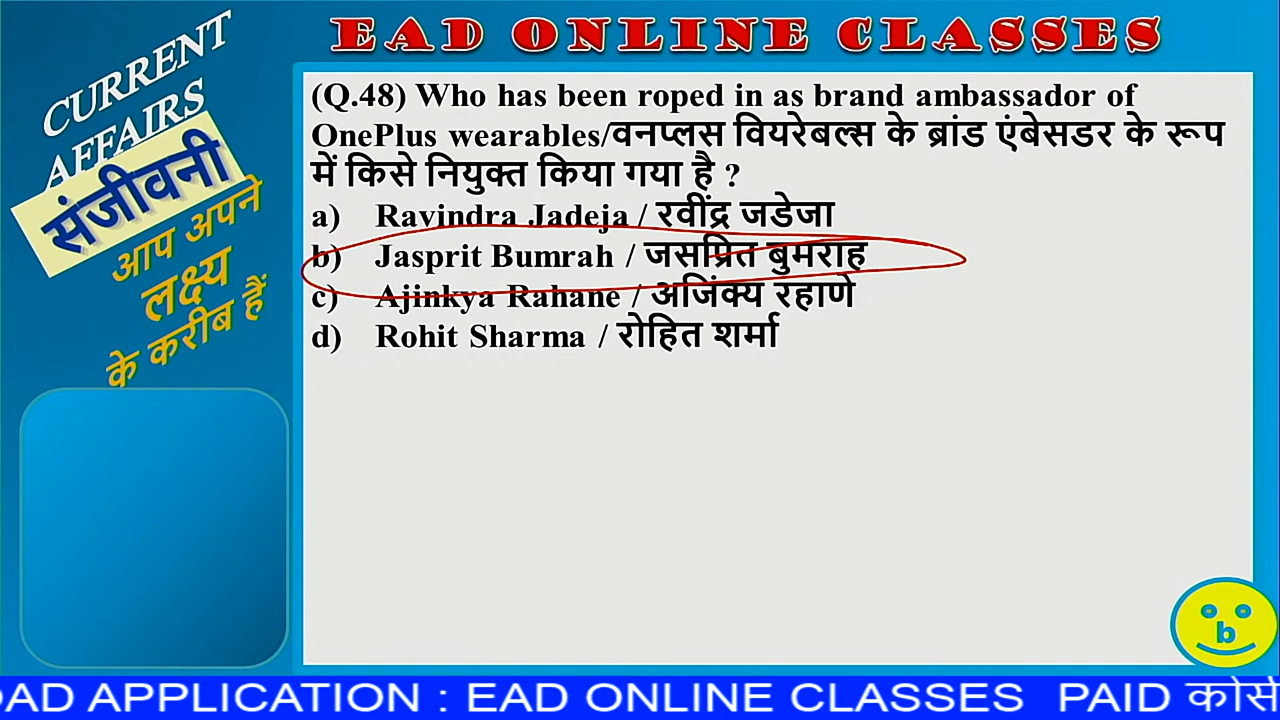 EAD ONLINE CLASSES
CURRENT
AFFAIRS
संजीवनी
आप अपने
लक्ष्य
के करीब हैं
(Q.48) Who has been roped in as brand ambassador of
OnePlus wearables/वनप्लस वियरेबल्स के ब्रांड एंबेसडर के रूप
में किसे नियुक्त किया गया है ?
a) Ravindra Jadeja / रवींद्र जडेजा
b) Jasprit Bumrah / जसप्रित बुमराह
c) Ajinkya Rahane / अजिंक्य रहाणे
d) Rohit Sharma / रोहित शर्मा
b
APPLICATION : EAD ONLINE CLASSES PAID